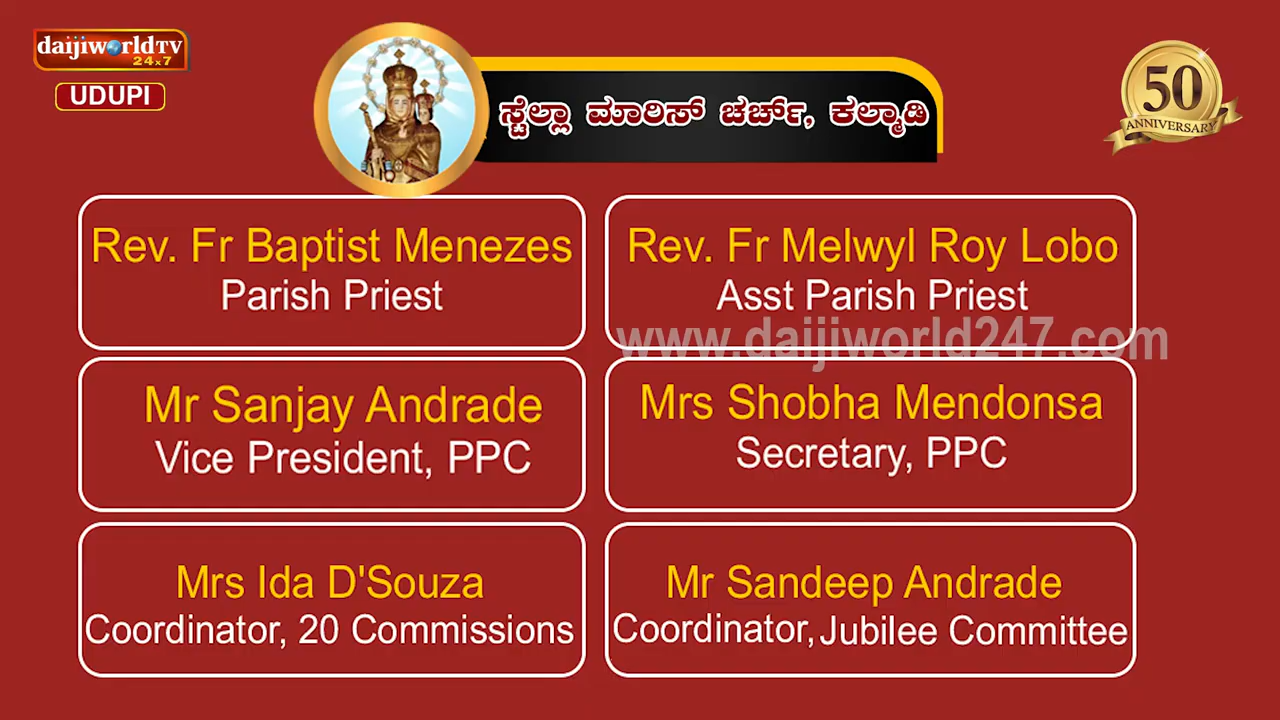 daijiworldTV
24x7
UDUPI
ಸ್ಟೆಲ್ಲಾ ಮಾರಿಸ್ ಚರ್ಚ್, ಕಲ್ಮಾಡಿ
50
ANNIVERSARY
Rev. Fr Baptist Menezes
Parish Priest
Rev. Fr Melwyl Roy Lobo
Asst Parish Priest
www.daijiworld247.com
Mr Sanjay Andrade
Vice President, PPC
Mrs Shobha Mendonsa
Secretary, PPC
Mrs Ida D'Souza
Coordinator, 20 Commissions
Mr Sandeep Andrade
Coordinator, Jubilee Committee